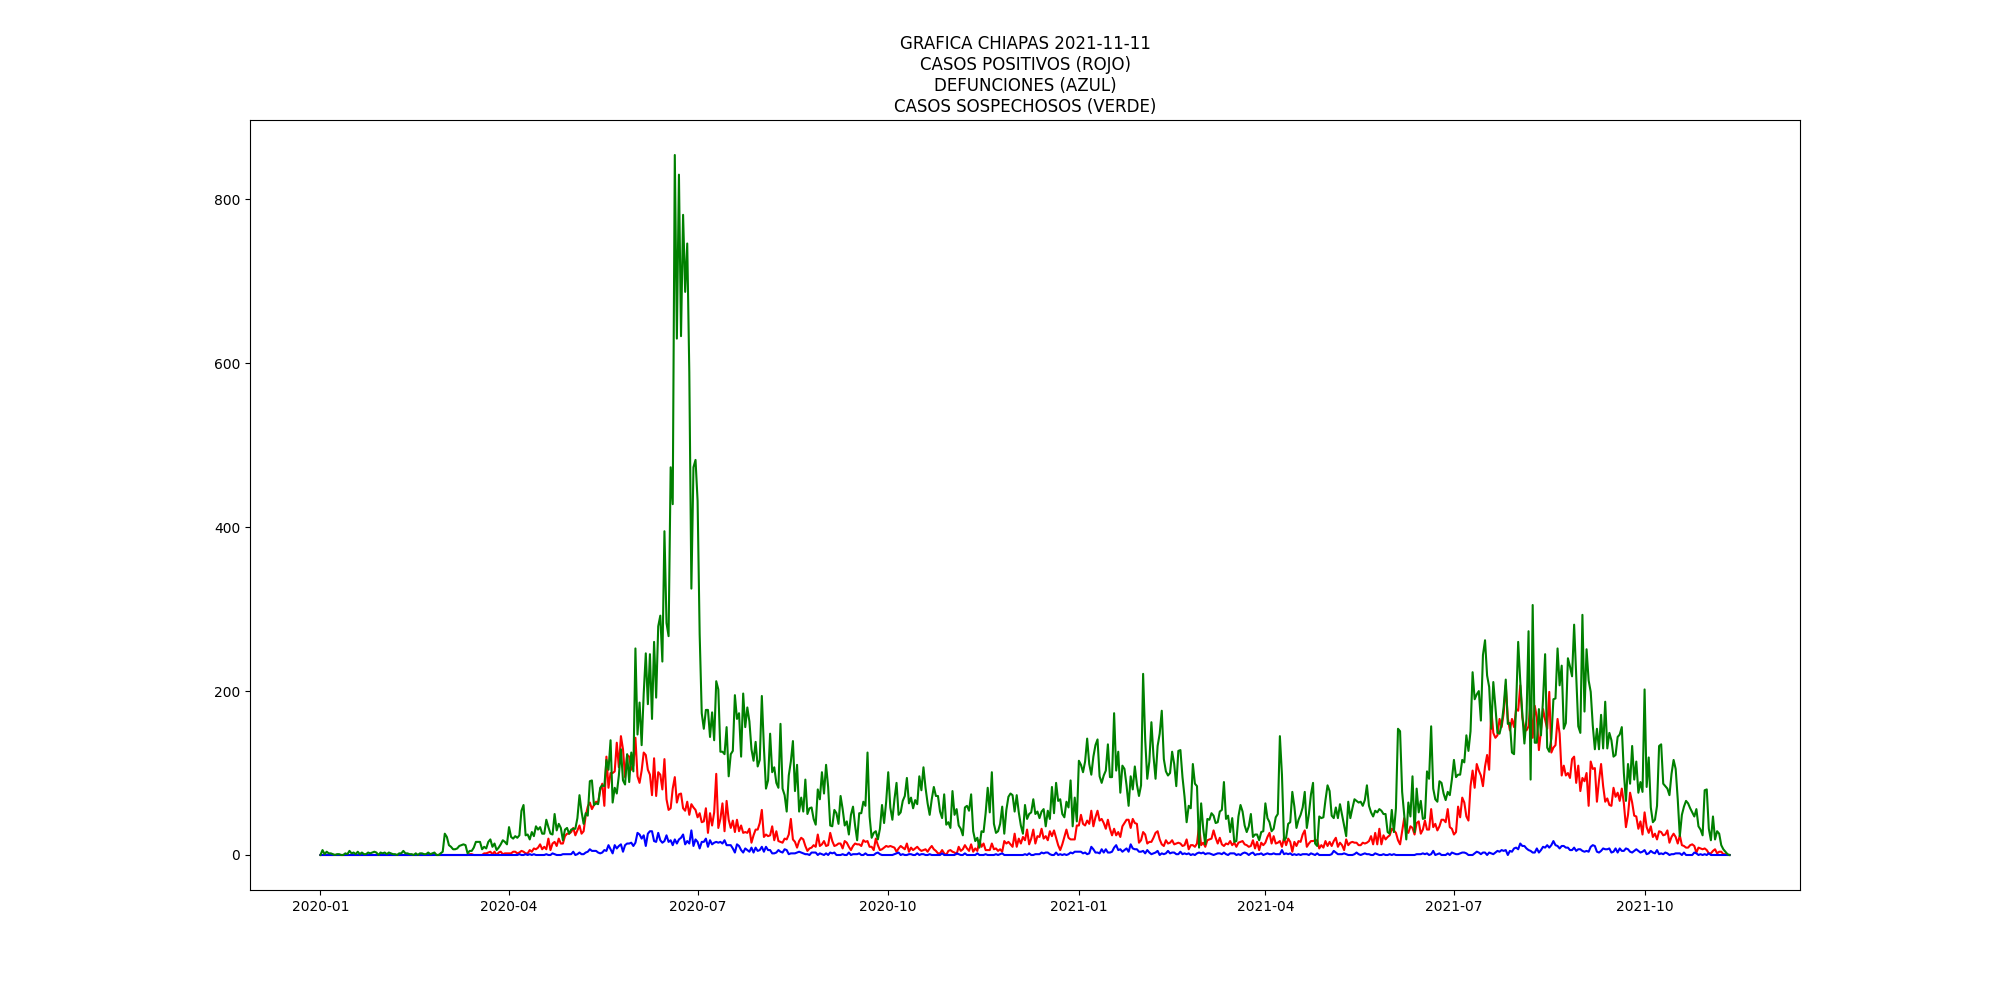 GRAFICA CHIAPAS 2021-11-11
CASOS POSITIVOS (ROJO)
DEFUNCIONES (AZUL)
CASOS SOSPECHOSOS (VERDE)
800
600
400
200
0
2020-01 2020-04 2020-07 2020-10 2021-01 2021-04 2021-07 2021-10